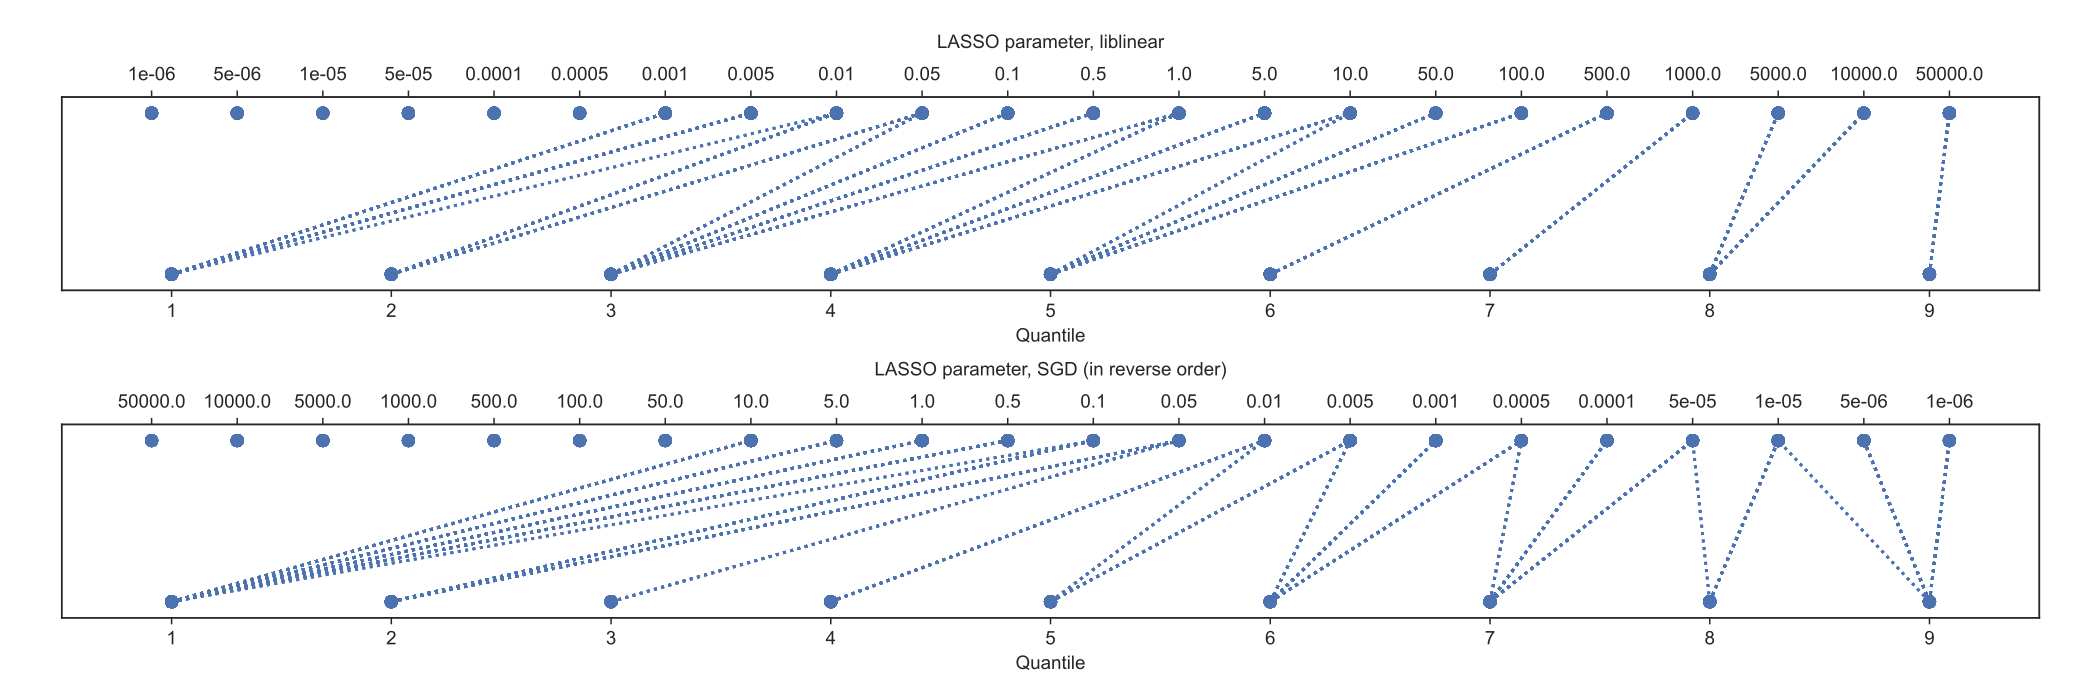 LASSO parameter, liblinear
1e-06 5e-06 1e-05 5e-05 0.0001 0.0005 0.001 0.005 0.01 0.05 0.1 0.5 1.0 5.0 10.0 50.0 100.0 500.0 1000.0 5000.0 10000.0 50000.0
1 2 3 4 5 6 7 8 9
Quantile
LASSO parameter, SGD (in reverse order)
50000.0 10000.0 5000.0 1000.0 500.0 100.0 50.0 10.0 5.0 1.0 0.5 0.1 0.05 0.01 0.005 0.001 0.0005 0.0001 5e-05 1e-05 5e-06 1e-06
1 2 3 4 5 6 7 8 9
Quantile